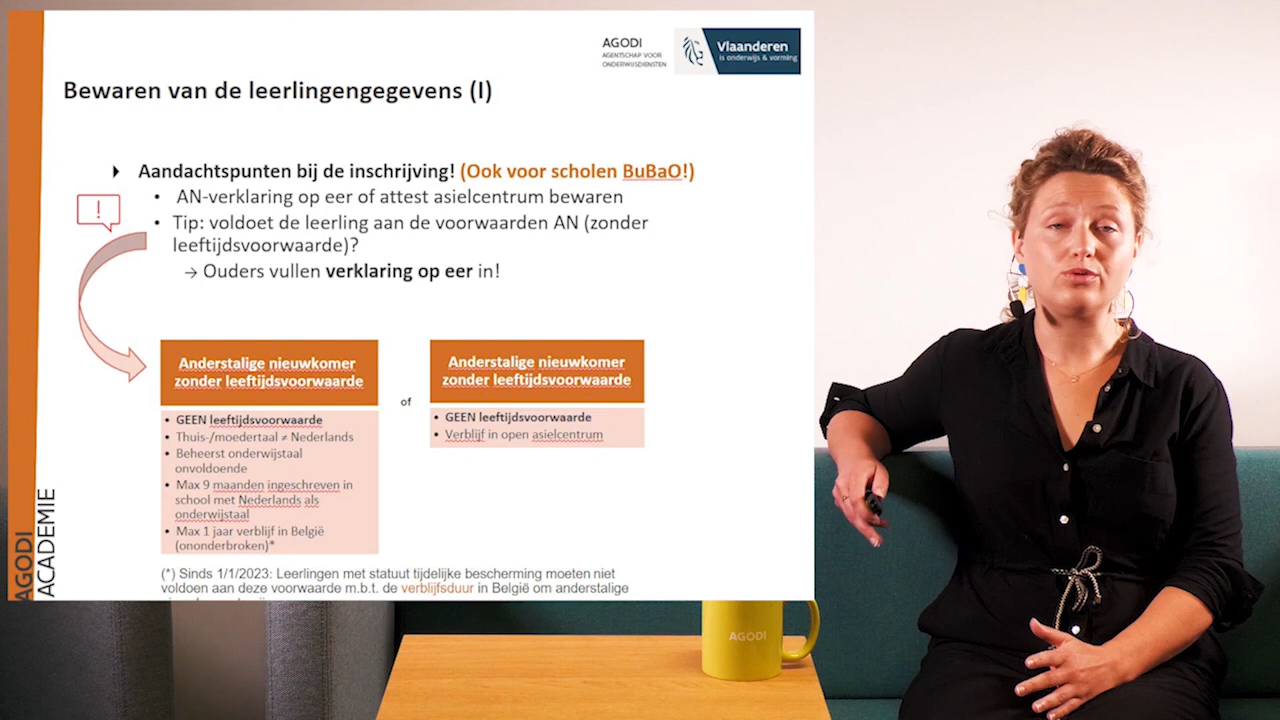 AGODI
AGENTSCHAP VOOR
ONDERWIJSDIENSTEN
Vlaanderen
is onderwijs & vorming
Bewaren van de leerlingengegevens (I)
Aandachtspunten bij de inschrijving! (Ook voor scholen BuBaO!)
• AN-verklaring op eer of attest asielcentrum bewaren
• Tip: voldoet de leerling aan de voorwaarden AN (zonder
leeftijdsvoorwaarde)?
→ Ouders vullen verklaring op eer in!
!
Anderstalige nieuwkomer
zonder leeftijdsvoorwaarde
• GEEN leeftijdsvoorwaarde
• Thuis-/moedertaal ≠ Nederlands
• Beheerst onderwijstaal
onvoldoende
• Max 9 maanden ingeschreven in
school met Nederlands als
onderwijstaal
• Max 1 jaar verblijf in België
(ononderbroken)*
of
Anderstalige nieuwkomer
zonder leeftijdsvoorwaarde
• GEEN leeftijdsvoorwaarde
• Verblijf in open asielcentrum
(*) Sinds 1/1/2023: Leerlingen met statuut tijdelijke bescherming moeten niet
voldoen aan deze voorwaarde m.b.t. de verblijfsduur in België om anderstalige
AGODI
ACADEMIE
AGODI